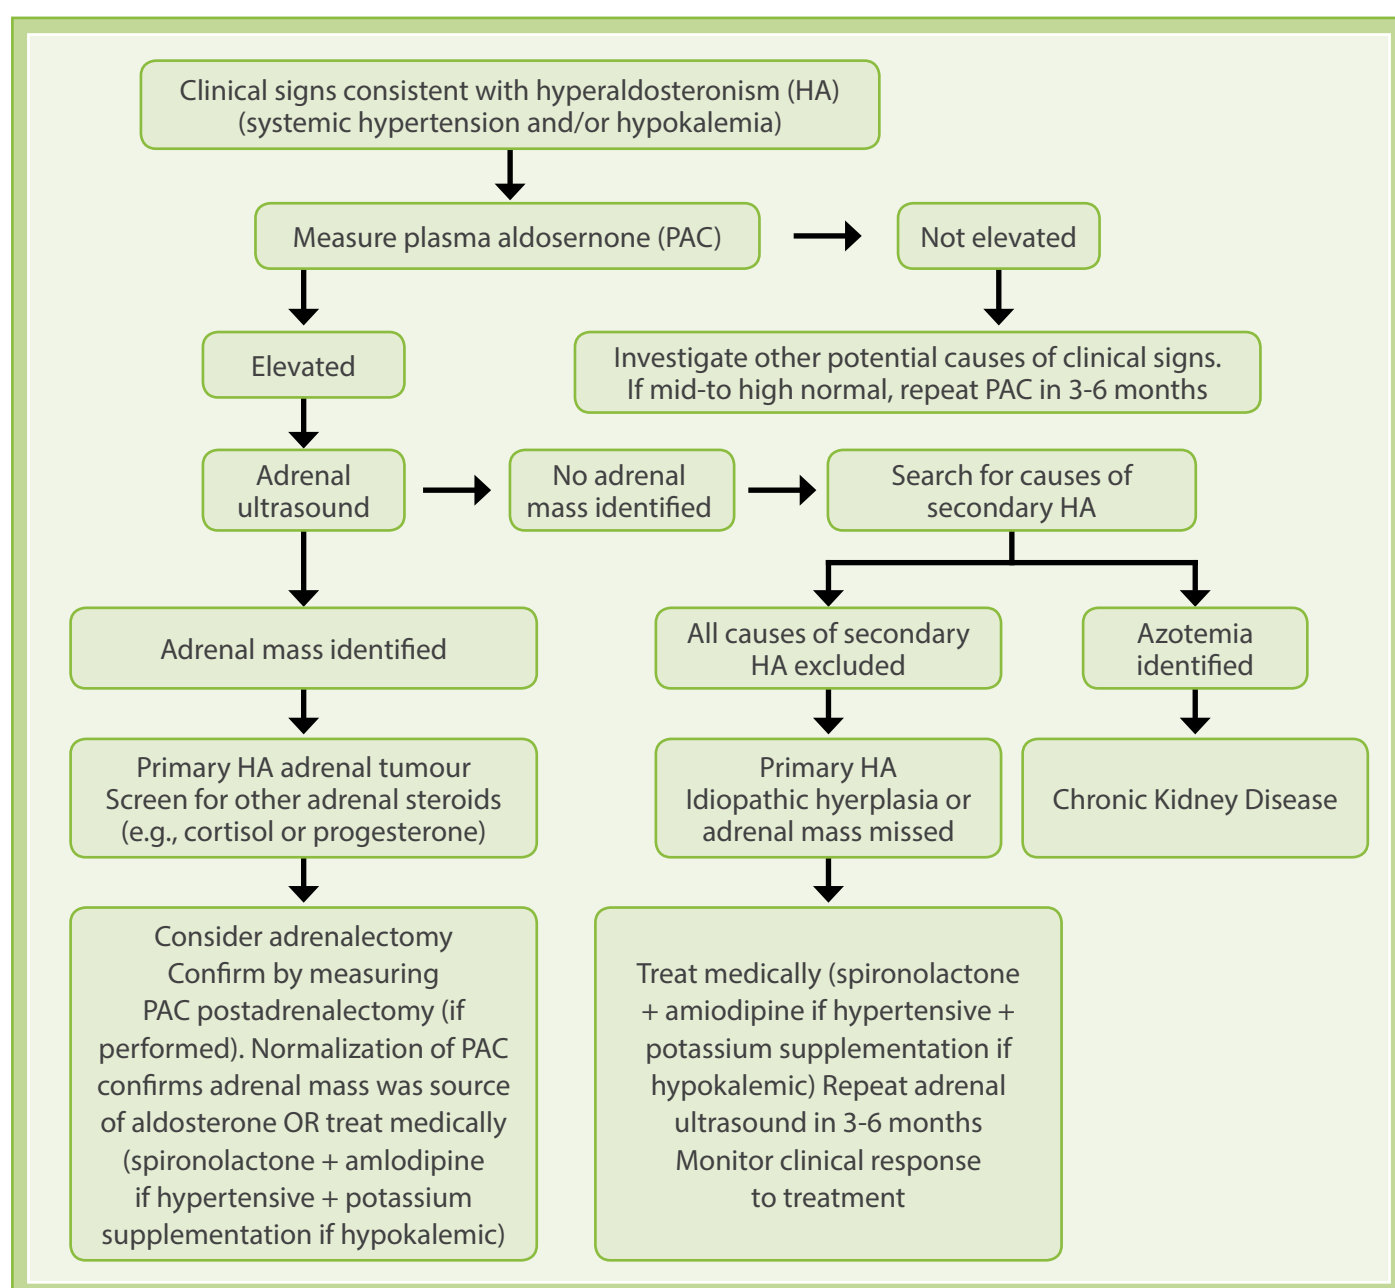 Clinical signs consistent with hyperaldosteronism (HA)
(systemic hypertension and/or hypokalemia)
Measure plasma aldosernone (PAC)
Not elevated
Elevated
Investigate other potential causes of clinical signs.
If mid-to high normal, repeat PAC in 3-6 months
Adrenal
ultrasound
No adrenal
mass identified
Search for causes of
secondary HA
Adrenal mass identified
All causes of secondary
HA excluded
Azotemia
identified
Primary HA adrenal tumour
Screen for other adrenal steroids
(e.g., cortisol or progesterone)
Primary HA
Idiopathic hyerplasia or
adrenal mass missed
Chronic Kidney Disease
Consider adrenalectomy
Confirm by measuring
PAC postadrenalectomy (if
performed). Normalization of PAC
confirms adrenal mass was source
of aldosterone OR treat medically
(spironolactone + amlodipine
if hypertensive + potassium
supplementation if hypokalemic)
Treat medically (spironolactone
+ amiodipine if hypertensive +
potassium supplementation if
hypokalemic) Repeat adrenal
ultrasound in 3-6 months
Monitor clinical response
to treatment